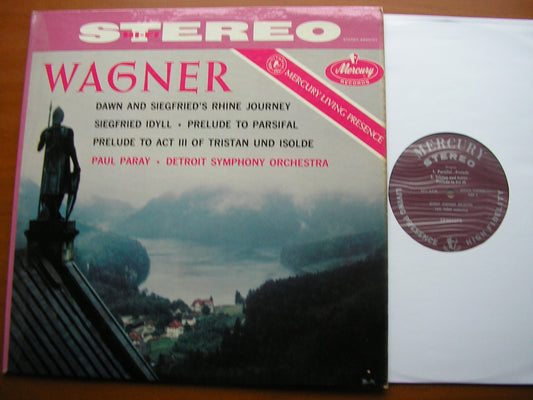 STEREO
WAGNER
Mercury
RECORDS
MERCURY LIVING PRESENCE
DAWN AND SIEGFRIED'S RHINE JOURNEY
SIEGFRIED IDYLL • PRELUDE TO PARSIFAL
PRELUDE TO ACT III OF TRISTAN UND ISOLDE
PAUL PARAY • DETROIT SYMPHONY ORCHESTRA
MERCURY
STEREO
LIVING PRESENCE
HIGH FIDELITY